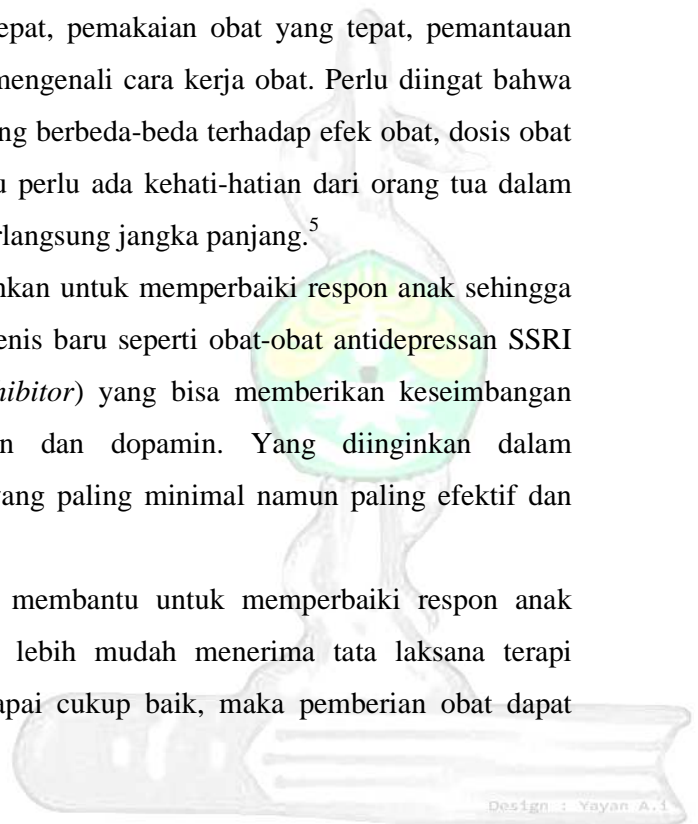 epat, pemakaian obat yang tepat, pemantauan
mengenali cara kerja obat. Perlu diingat bahwa
ng berbeda-beda terhadap efek obat, dosis obat
u perlu ada kehati-hatian dari orang tua dalam
rlangsung jangka panjang.5
nkan untuk memperbaiki respon anak sehingga
enis baru seperti obat-obat antidepressan SSRI
hibitor) yang bisa memberikan keseimbangan
n dan dopamin. Yang diinginkan dalam
yang paling minimal namun paling efektif dan
membantu untuk memperbaiki respon anak
lebih mudah menerima tata laksana terapi
apai cukup baik, maka pemberian obat dapat
Design : Yayan A.I